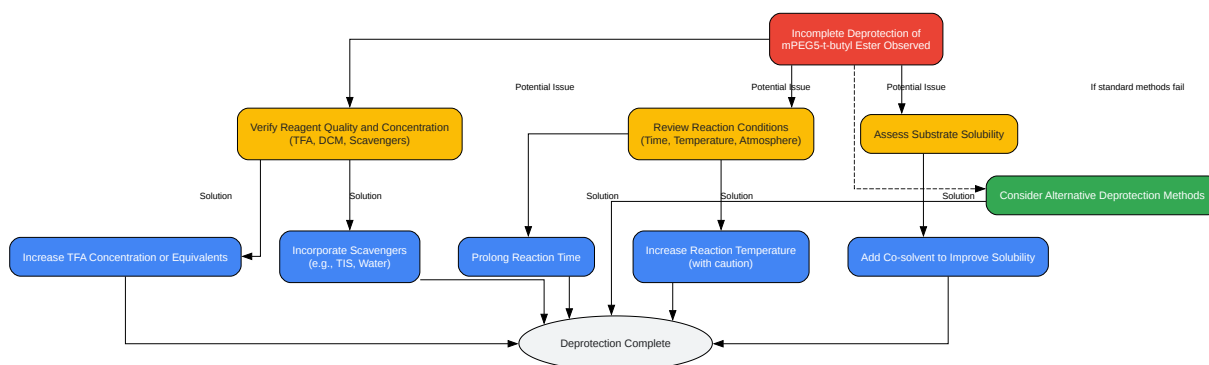 Incomplete Deprotection of
mPEG5-t-butyl Ester Observed
Potential Issue
Potential Issue
Potential Issue
If standard methods fail
Verify Reagent Quality and Concentration
(TFA, DCM, Scavengers)
Review Reaction Conditions
(Time, Temperature, Atmosphere)
Assess Substrate Solubility
Solution
Solution
Solution
Solution
Solution
Consider Alternative Deprotection Methods
Increase TFA Concentration or Equivalents
Incorporate Scavengers
(e.g., TIS, Water)
Prolong Reaction Time
Increase Reaction Temperature
(with caution)
Add Co-solvent to Improve Solubility
Deprotection Complete